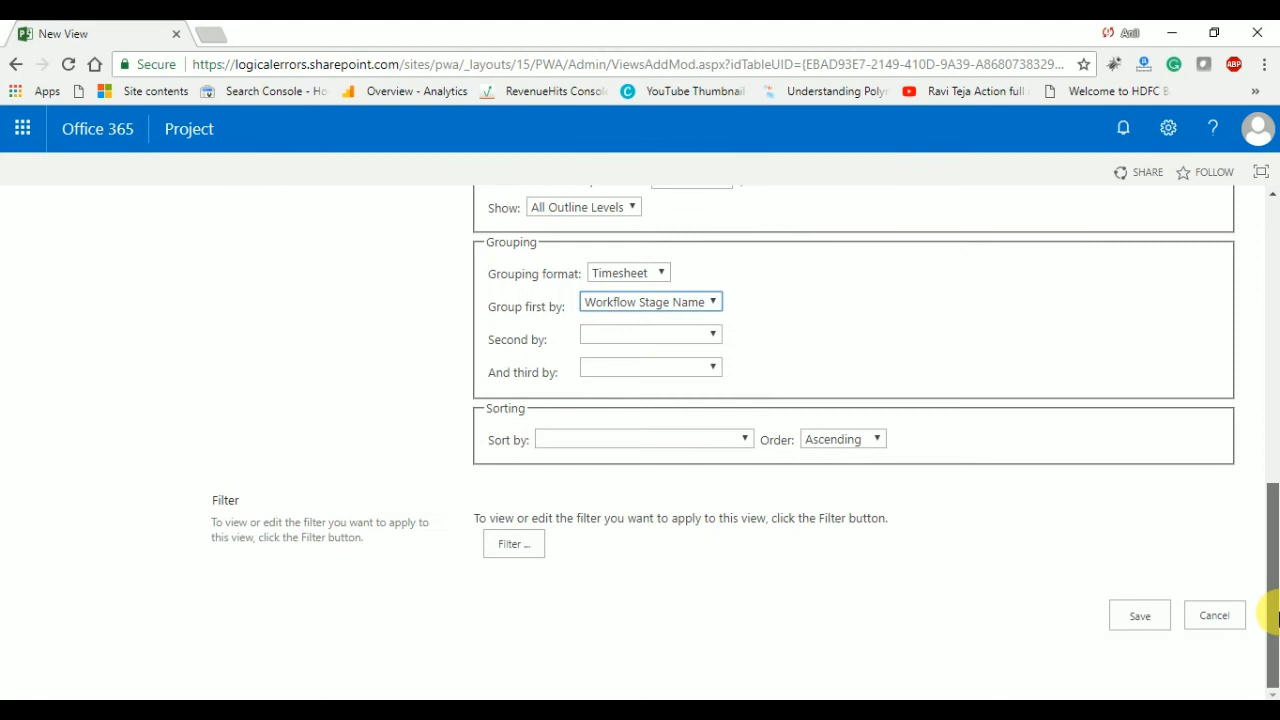 New View
Anil
Secure
https://logicalerrors.sharepoint.com/sites/pwa/_layouts/15/PWA/Admin/ViewsAddMod.aspx?idTableUID={EBAD93E7-2149-410D-9A39-A8680738329...
ABP
Apps
Site contents
Search Console - Ho
Overview - Analytics
RevenueHits Conso
YouTube Thumbnail
Understanding Poly
Ravi Teja Action full
Welcome to HDFC B
»
Office 365
Project
?
SHARE
FOLLOW
Show: All Outline Levels
Grouping
Grouping format: Timesheet
Group first by: Workflow Stage Name
Second by:
And third by:
Sorting
Sort by:
Order: Ascending
Filter
To view or edit the filter you want to apply to
this view, click the Filter button.
To view or edit the filter you want to apply to this view, click the Filter button.
Filter ...
Save
Cancel